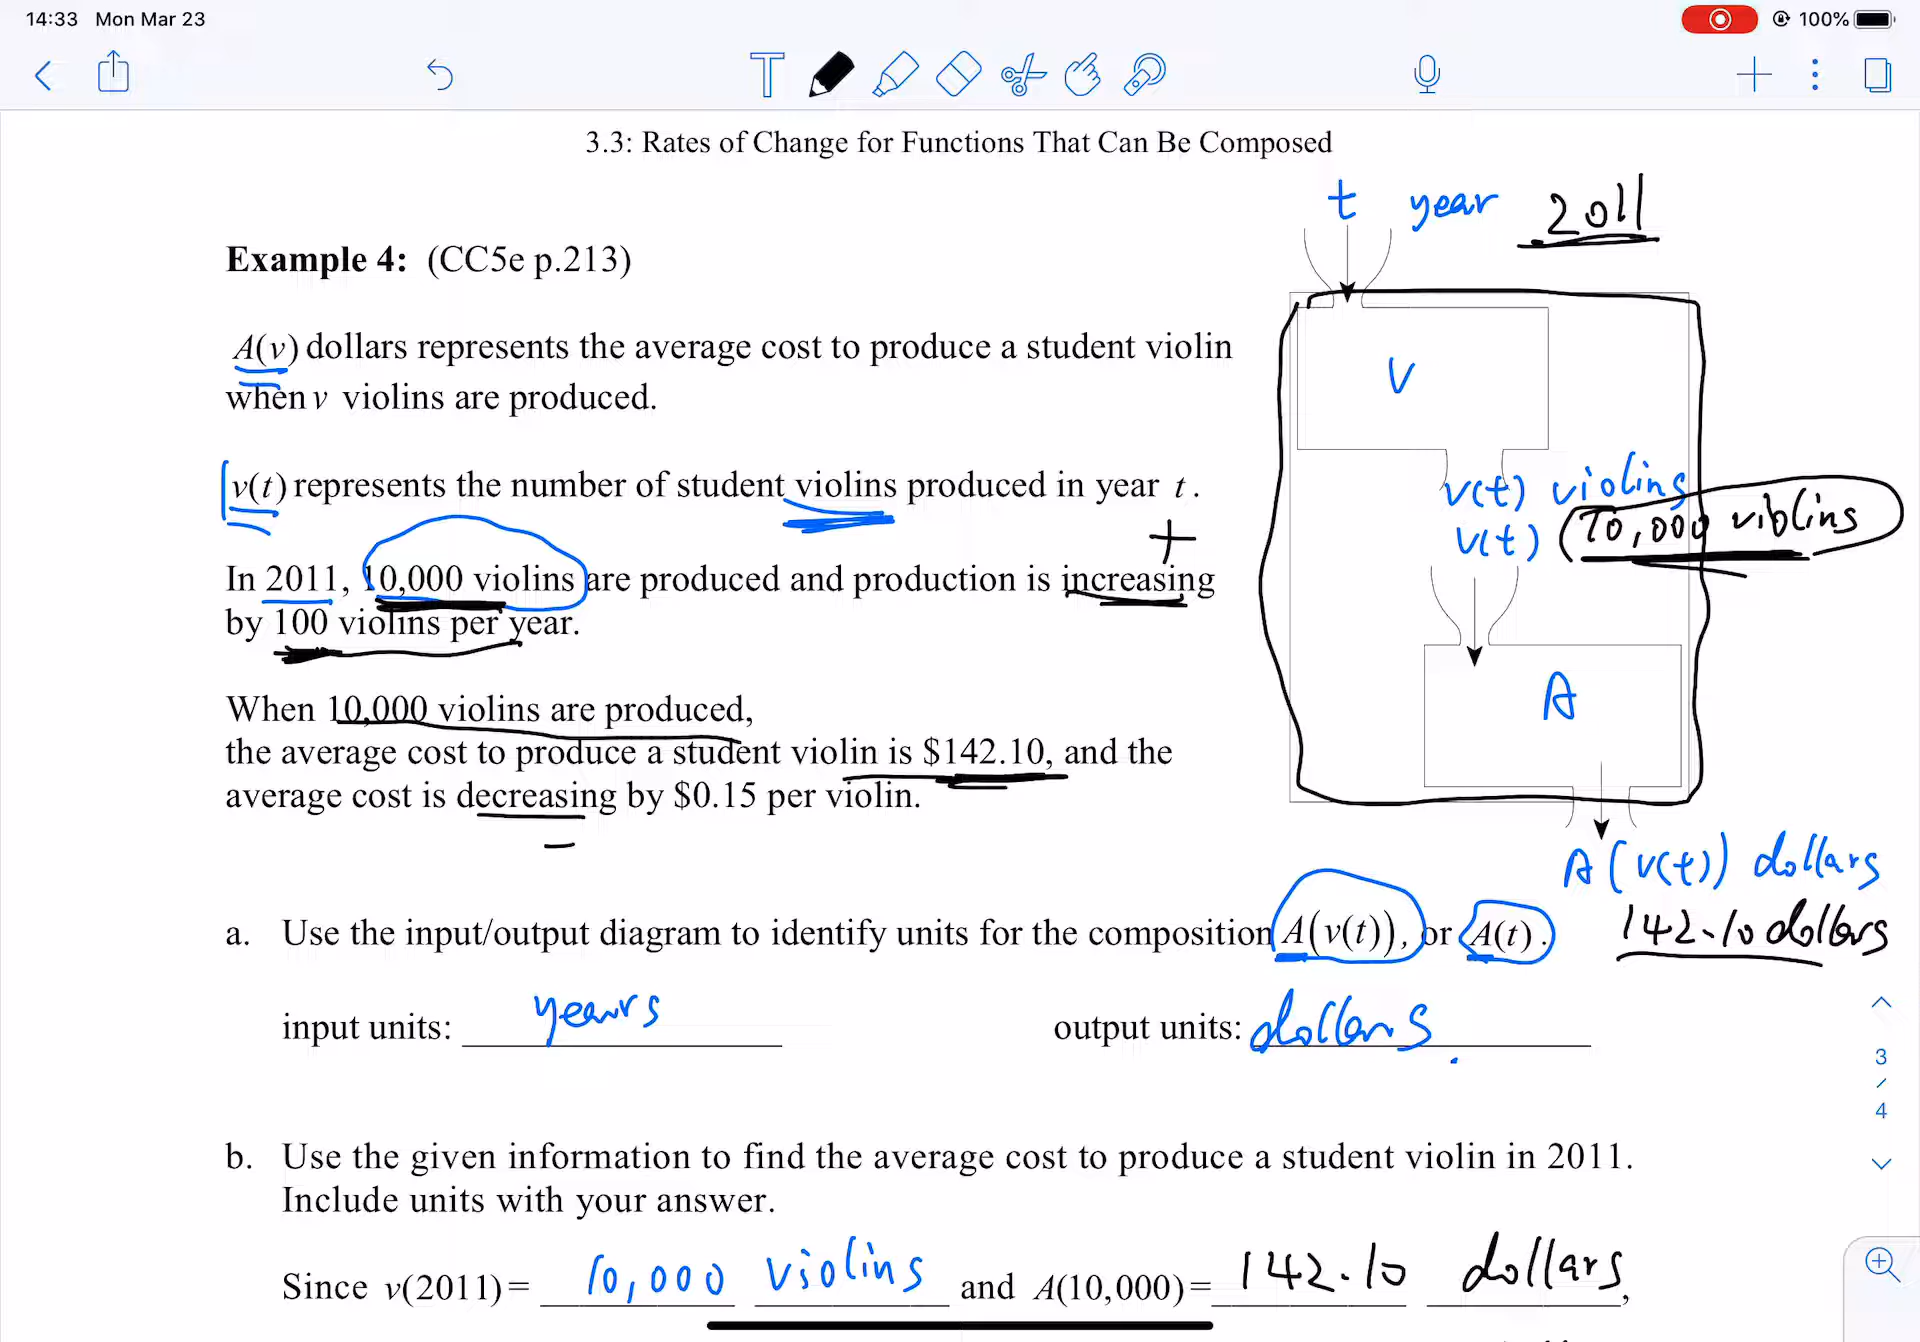 14:33 Mon Mar 23
100%
3.3: Rates of Change for Functions That Can Be Composed
t year 2011
Example 4: (CC5e p.213)
A(v) dollars represents the average cost to produce a student violin
when v violins are produced.
V
v(t) represents the number of student violins produced in year t.
v(t) violins
v(t) 10,000 violins
+
In 2011, 10,000 violins are produced and production is increasing
by 100 violins per year.
A
When 10,000 violins are produced,
the average cost to produce a student violin is $142.10, and the
average cost is decreasing by $0.15 per violin.
−
A(v(t)) dollars
142.10 dollars
a. Use the input/output diagram to identify units for the composition A(v(t)), or A(t).
input units: years output units: dollars.
3
/
4
b. Use the given information to find the average cost to produce a student violin in 2011.
Include units with your answer.
Since v(2011)= 10,000 violins and A(10,000)= 142.10 dollars,